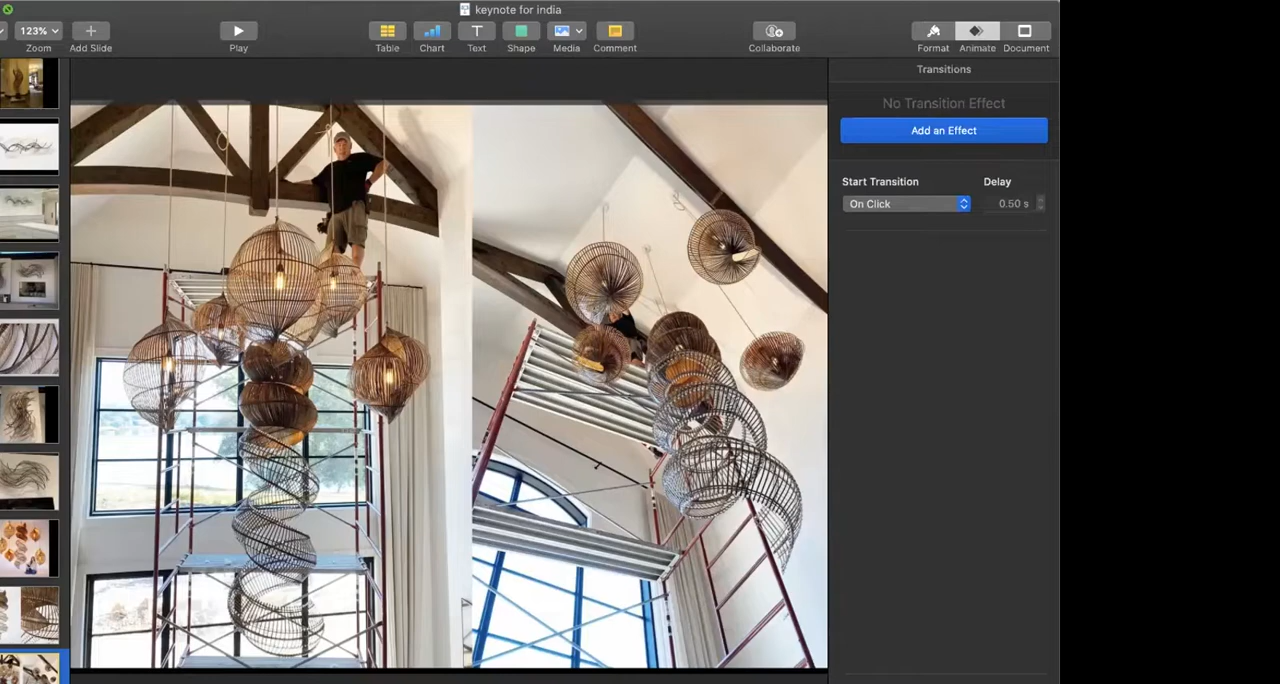 keynote for india
123%
Zoom
Add Slide
Play
Table
Chart
Text
Shape
Media
Comment
Collaborate
Format
Animate
Document
Transitions
No Transition Effect
Add an Effect
Start Transition
Delay
On Click
0.50 s